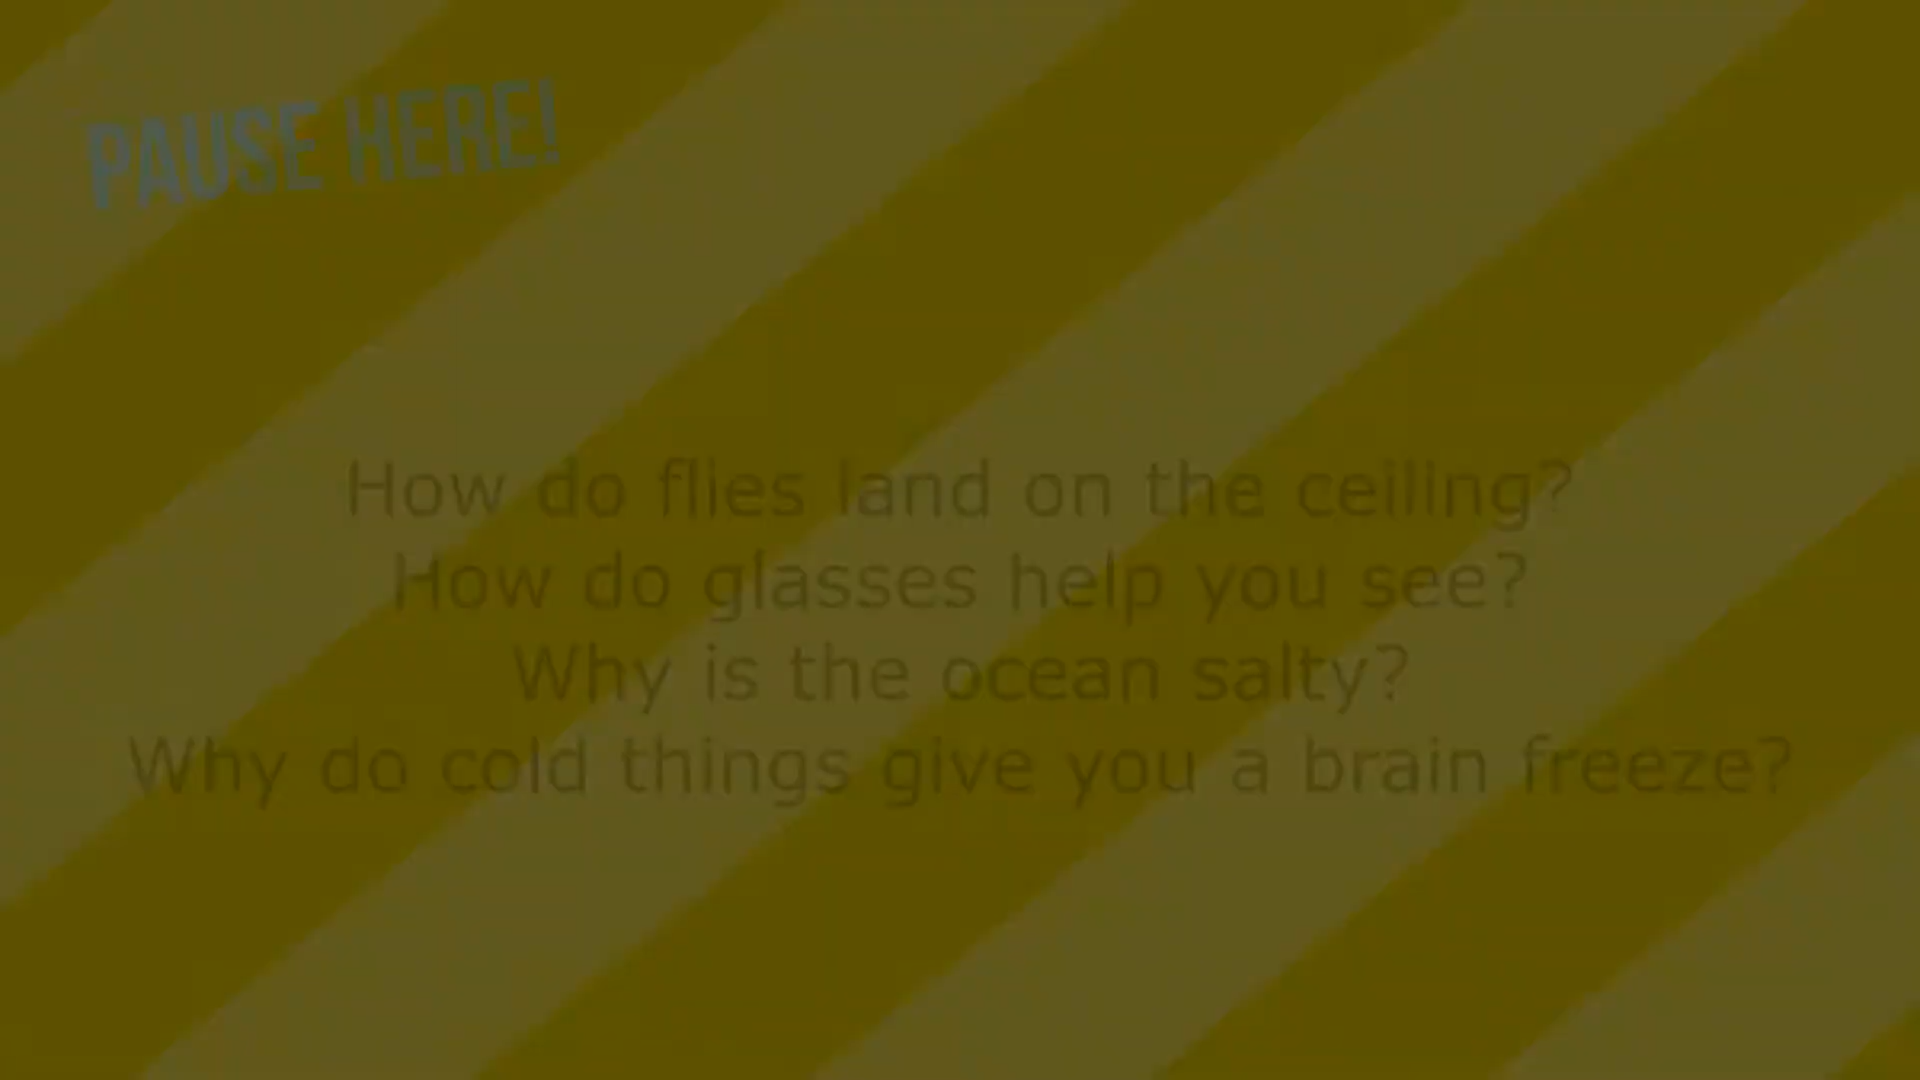 PAUSE HERE!
How do flies land on the ceiling?
How do glasses help you see?
Why is the ocean salty?
Why do cold things give you a brain freeze?